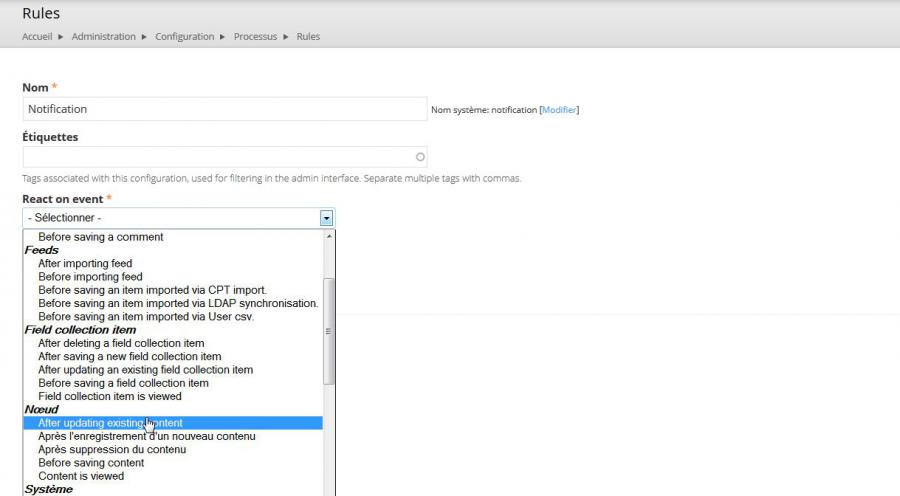 Rules
Accueil ▶ Administration ▶ Configuration ▶ Processus ▶ Rules
Nom *
Notification
Nom système: notification [Modifier]
Étiquettes
Tags associated with this configuration, used for filtering in the admin interface. Separate multiple tags with commas.
React on event *
- Sélectionner -
Before saving a comment
Feeds
After importing feed
Before importing feed
Before saving an item imported via CPT import.
Before saving an item imported via LDAP synchronisation.
Before saving an item imported via User csv.
Field collection item
After deleting a field collection item
After saving a new field collection item
After updating an existing field collection item
Before saving a field collection item
Field collection item is viewed
Nœud
After updating existing content
Après l'enregistrement d'un nouveau contenu
Après suppression du contenu
Before saving content
Content is viewed
Système